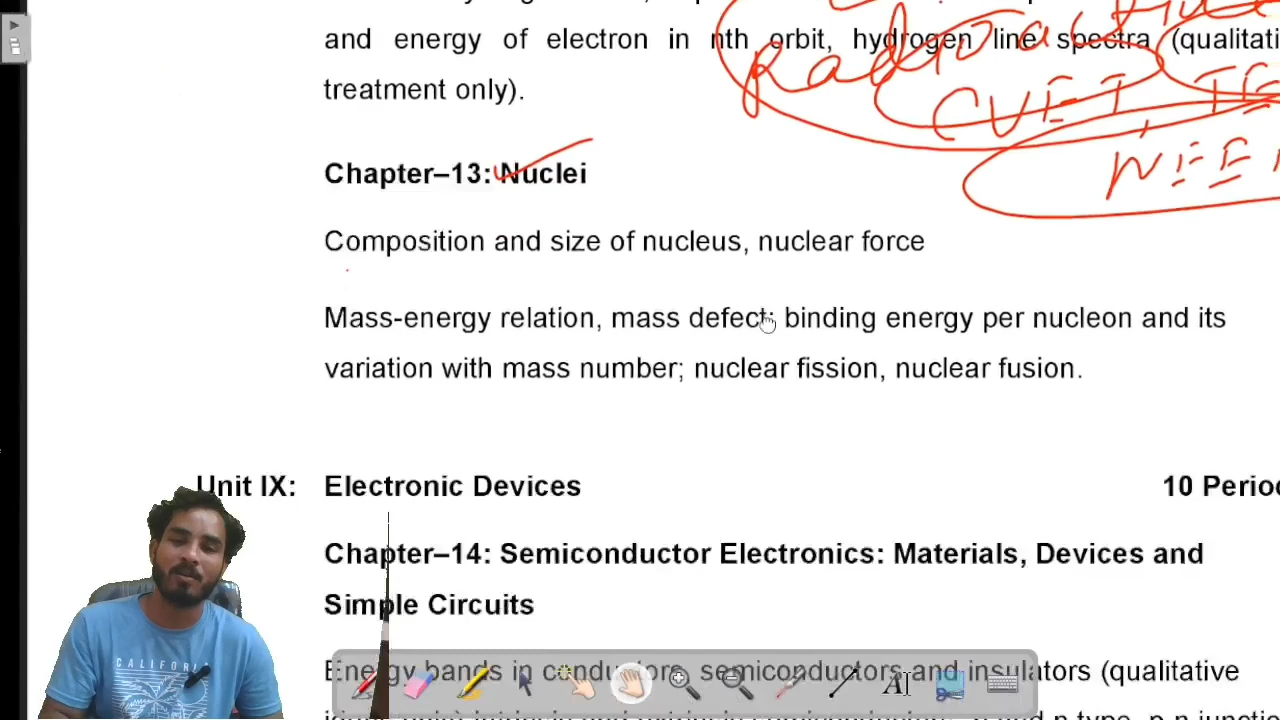 and energy of electron in nth orbit, hydrogen line spectra (qualitati
treatment only).
Radioa
CUET
Chapter–13: Nuclei
Composition and size of nucleus, nuclear force
Mass-energy relation, mass defect; binding energy per nucleon and its
variation with mass number; nuclear fission, nuclear fusion.
Unit IX: Electronic Devices 10 Perio
Chapter–14: Semiconductor Electronics: Materials, Devices and
Simple Circuits
Energy bands in conductors, semiconductors and insulators (qualitative
CALIFORNIA